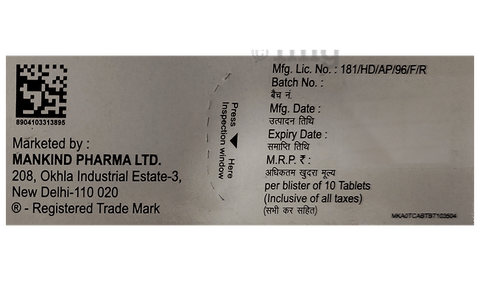 8904103313895
Marketed by :
MANKIND PHARMA LTD.
208, Okhla Industrial Estate-3,
New Delhi-110 020
® - Registered Trade Mark
Press Here
Inspection window
Mfg. Lic. No. : 181/HD/AP/96/F/R
Batch No. :
बैच नं.
Mfg. Date :
उत्पादन तिथि
Expiry Date :
समाप्ति तिथि
M.R.P. ₹ :
अधिकतम खुदरा मूल्य
per blister of 10 Tablets
(Inclusive of all taxes)
(सभी कर सहित)
MKA0TCABTBT103504